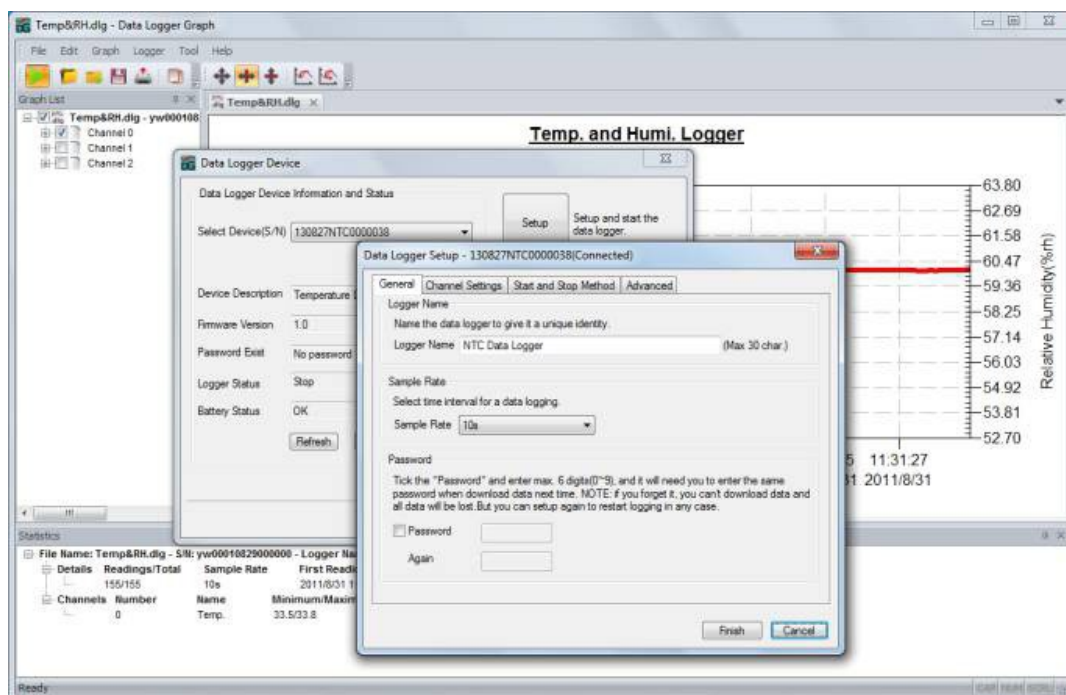 Temp&RH.dlg - Data Logger Graph
File Edit Graph Logger Tool Help
Graph List
Temp&RH.dlg
Temp&RH.dlg - yw000108
Channel 0
Channel 1
Channel 2
Temp. and Humi. Logger
63.80
62.69
61.58
60.47
59.36
58.25
57.14
56.03
54.92
53.81
52.70
Relative Humidity(%rh)
11:31:27
2011/8/31
Data Logger Device
Data Logger Device Information and Status
Select Device(S/N) 130827NTC0000038
Setup
Setup and start the
data logger.
Device Description Temperature
Firmware Version 1.0
Password Exist No password
Logger Status Stop
Battery Status OK
Refresh
Data Logger Setup - 130827NTC0000038(Connected)
General Channel Settings Start and Stop Method Advanced
Logger Name
Name the data logger to give it a unique identity.
Logger Name NTC Data Logger (Max 30 char.)
Sample Rate
Select time interval for a data logging.
Sample Rate 10s
Password
Tick the "Password" and enter max. 6 digits(0~9), and it will need you to enter the same
password when download data next time. NOTE: if you forget it, you can't download data and
all data will be lost.But you can setup again to restart logging in any case.
Password
Again
Finish Cancel
Statistics
File Name: Temp&RH.dlg - S/N: yw00010829000000 - Logger Na
Details Readings/Total Sample Rate First Readi
155/155 10s 2011/8/31 1
Channels Number Name Minimum/Maxim
0 Temp. 33.5/33.8
Ready
CAP NUM SCRL